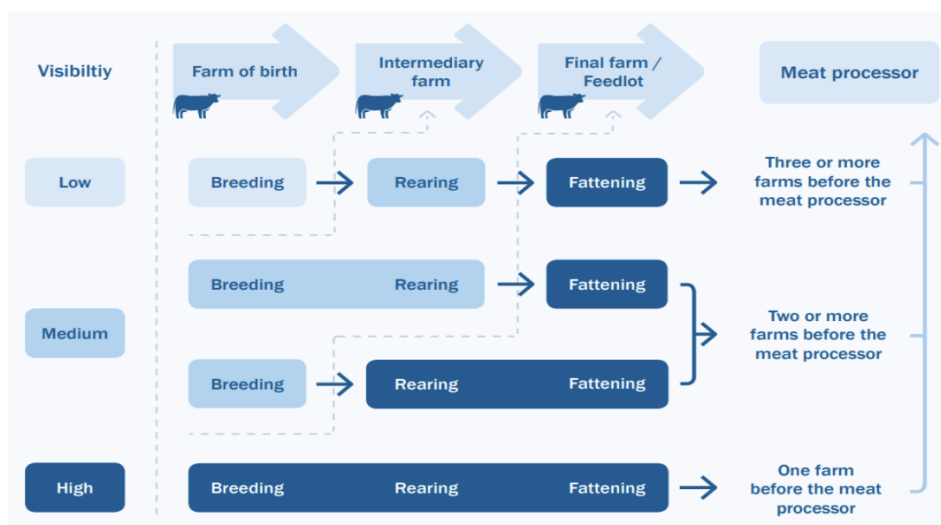 Visibiltiy
Farm of birth
Intermediary
farm
Final farm /
Feedlot
Meat processor
Low
Breeding
Rearing
Fattening
Three or more
farms before the
meat processor
Medium
Breeding
Rearing
Fattening
Two or more
farms before the
meat processor
Breeding
Rearing
Fattening
High
Breeding
Rearing
Fattening
One farm
before the meat
processor